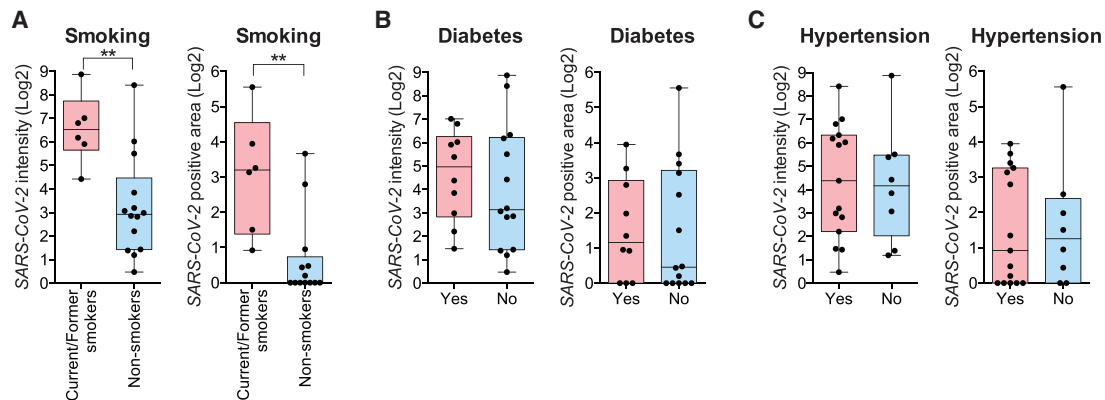 A
Smoking
**
SARS-CoV-2 intensity (Log2)
9
8
7
6
5
4
3
2
1
0
Current/Former
smokers
Non-smokers
Smoking
**
SARS-CoV-2 positive area (Log2)
6
5
4
3
2
1
0
Current/Former
smokers
Non-smokers
B
Diabetes
SARS-CoV-2 intensity (Log2)
9
8
7
6
5
4
3
2
1
0
Yes
No
Diabetes
SARS-CoV-2 positive area (Log2)
6
5
4
3
2
1
0
Yes
No
C
Hypertension
SARS-CoV-2 intensity (Log2)
9
8
7
6
5
4
3
2
1
0
Yes
No
Hypertension
SARS-CoV-2 positive area (Log2)
6
5
4
3
2
1
0
Yes
No